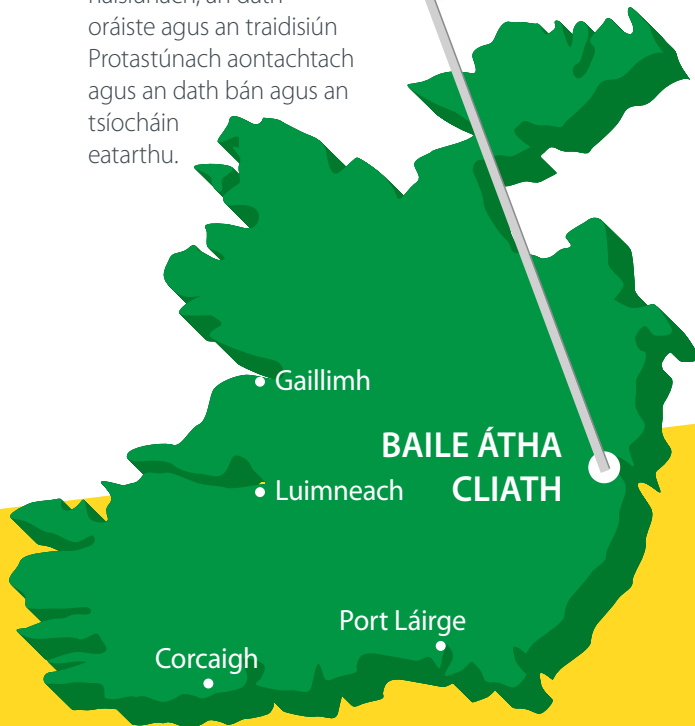 oráiste agus an traidisiún
Protastúnach aontachtach
agus an dath bán agus an
tsíocháin
eatarthu.
Gaillimh
BAILE ÁTHA
CLIATH
Luimneach
Port Láirge
Corcaigh